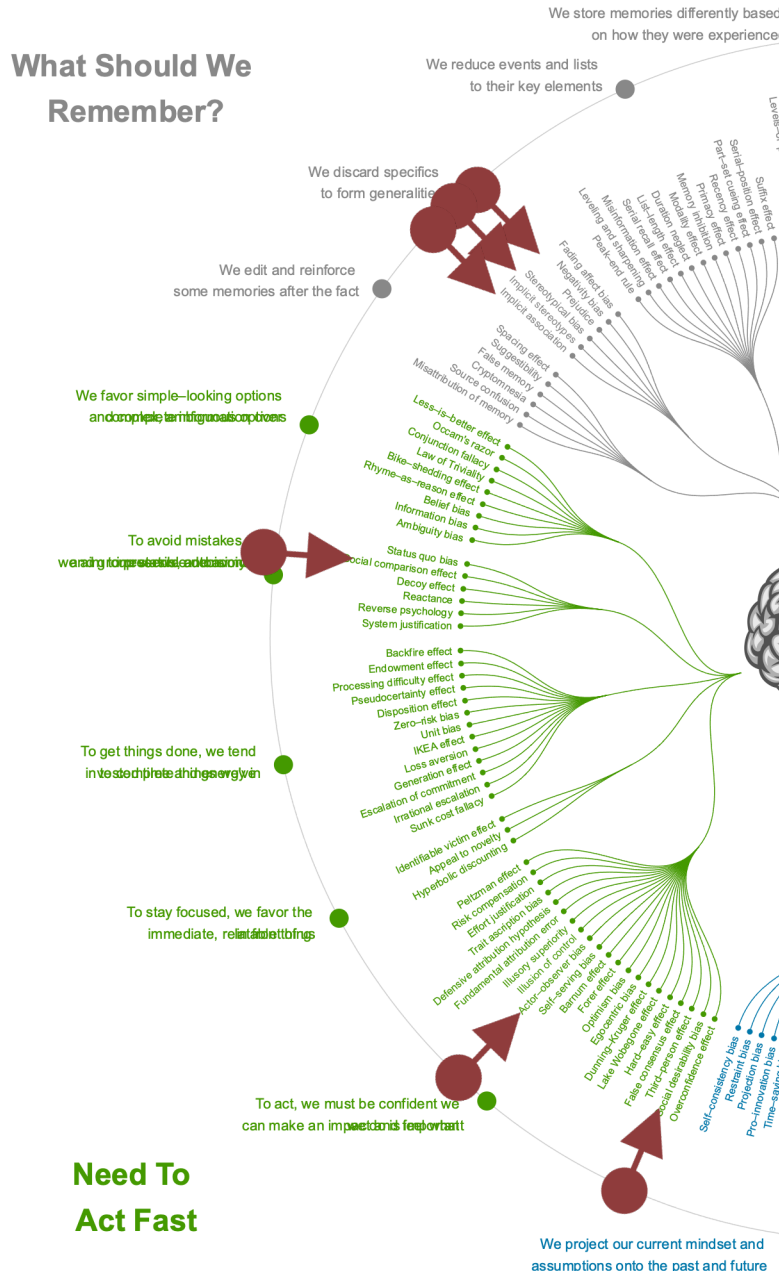 We store memories differently based
on how they were experienced
We reduce events and lists
to their key elements
What Should We
Remember?
We discard specifics
to form generalities
We edit and reinforce
some memories after the fact
Suffix effect
Serial–position effect
Part–set cueing effect
Recency effect
Primacy effect
Memory inhibition
Modality effect
Duration neglect
List–length effect
Serial recall effect
Misinformation effect
Leveling and sharpening
Peak–end rule
Fading affect bias
Negativity bias
Prejudice
Stereotypical bias
Implicit stereotypes
Implicit association
Spacing effect
Suggestibility
False memory
Cryptomnesia
Source confusion
Misattribution of memory
We favor simple–looking options
Less–is–better effect
Occam's razor
Conjunction fallacy
Law of Triviality
Bike–shedding effect
Rhyme–as–reason effect
Belief bias
Information bias
Ambiguity bias
To avoid mistakes,
Status quo bias
Social comparison effect
Decoy effect
Reactance
Reverse psychology
System justification
Backfire effect
Endowment effect
Processing difficulty effect
Pseudocertainty effect
Disposition effect
Zero–risk bias
Unit bias
IKEA effect
Loss aversion
Generation effect
Escalation of commitment
Irrational escalation
Sunk cost fallacy
To get things done, we tend
Identifiable victim effect
Appeal to novelty
Hyperbolic discounting
To stay focused, we favor the
immediate,
Peltzman effect
Risk compensation
Effort justification
Trait ascription bias
Defensive attribution hypothesis
Fundamental attribution error
Illusory superiority
Illusion of control
Actor–observer bias
Self–serving bias
Barnum effect
Forer effect
Optimism bias
Egocentric bias
Dunning–Kruger effect
Lake Wobegone effect
Hard–easy effect
False consensus effect
Third–person effect
Social desirability bias
Overconfidence effect
To act, we must be confident we
can make an impact
Need To
Act Fast
Self–consistency bias
Restraint bias
Projection bias
Pro–innovation bias
Time–saving
We project our current mindset and
assumptions onto the past and future